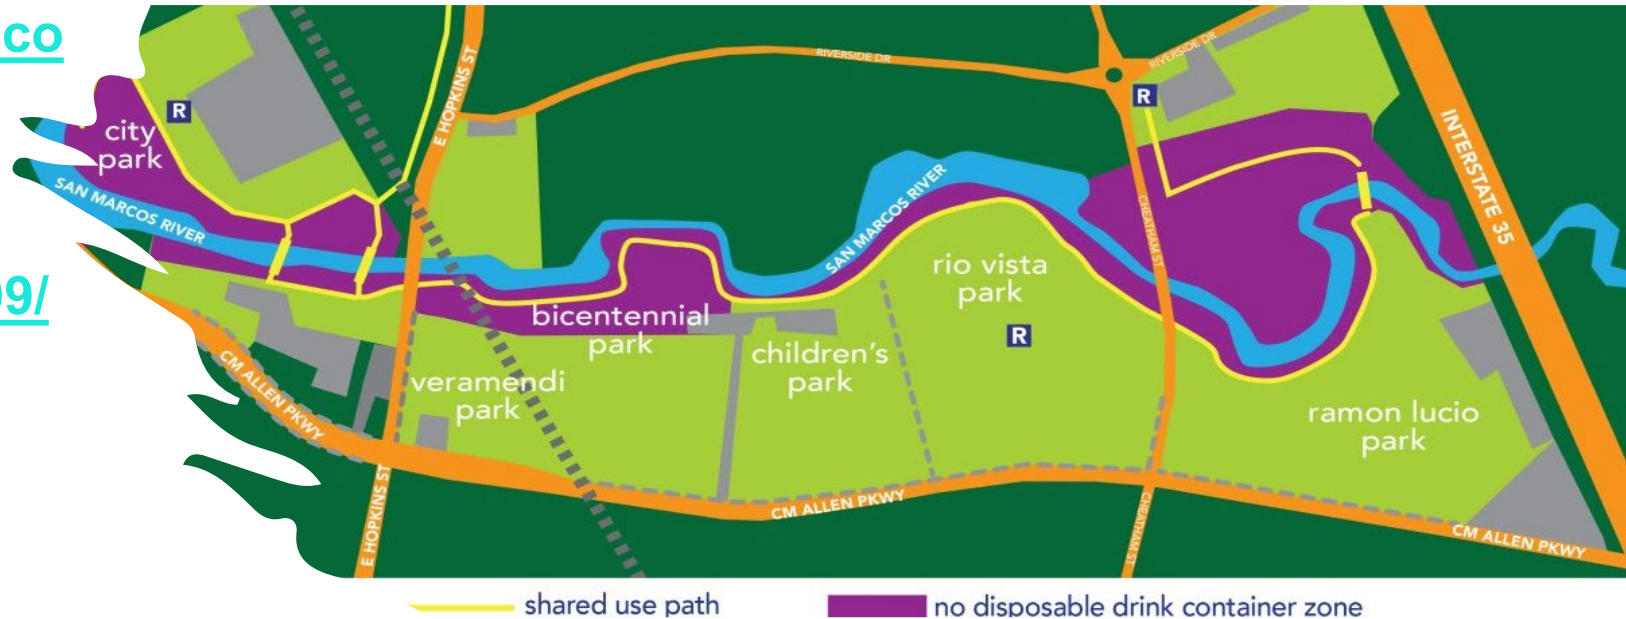 co
09/
city
park
R
SAN MARCOS RIVER
E HOPKINS ST
RIVERSIDE DR
RIVERSIDE DR
R
INTERSTATE 35
SAN MARCOS RIVER
CHEATHAM ST
rio vista
park
R
bicentennial
park
children's
park
veramendi
park
ramon lucio
park
CM ALLEN PKWY
E HOPKINS ST
CM ALLEN PKWY
CHEATHAM ST
CM ALLEN PKWY
shared use path
no disposable drink container zone